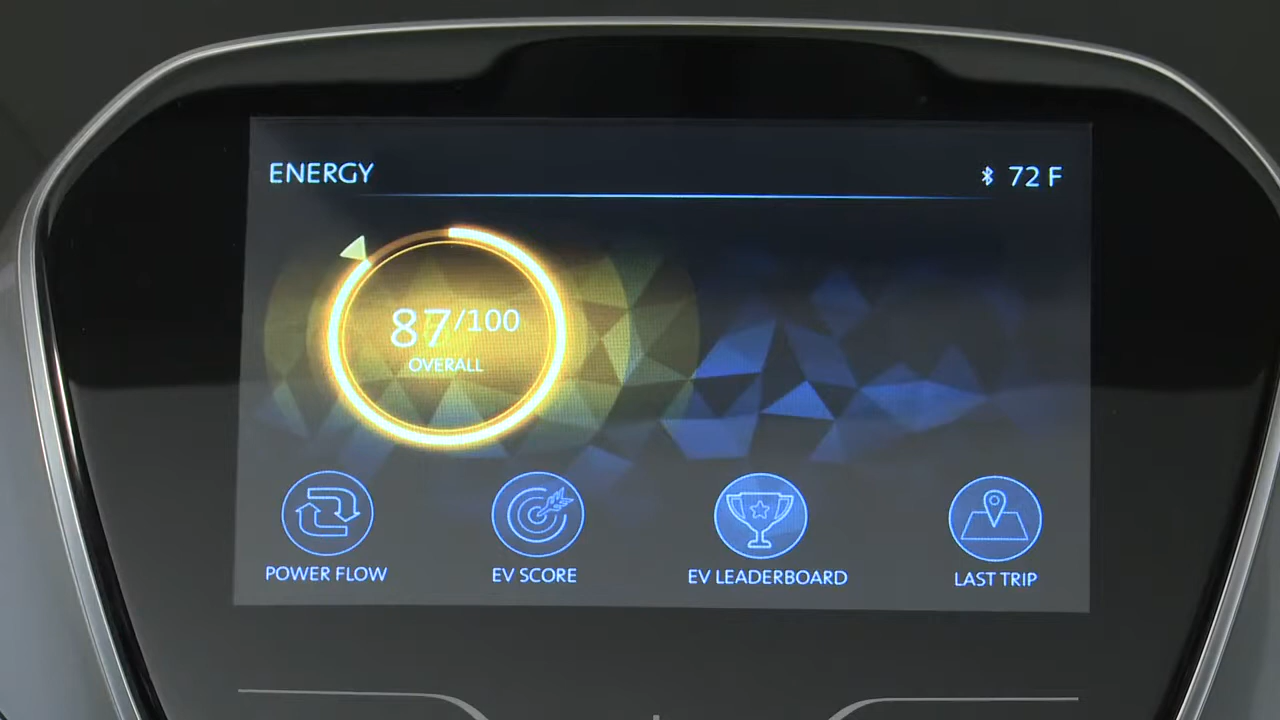 ENERGY
72 F
87/100
OVERALL
POWER FLOW
EV SCORE
EV LEADERBOARD
LAST TRIP